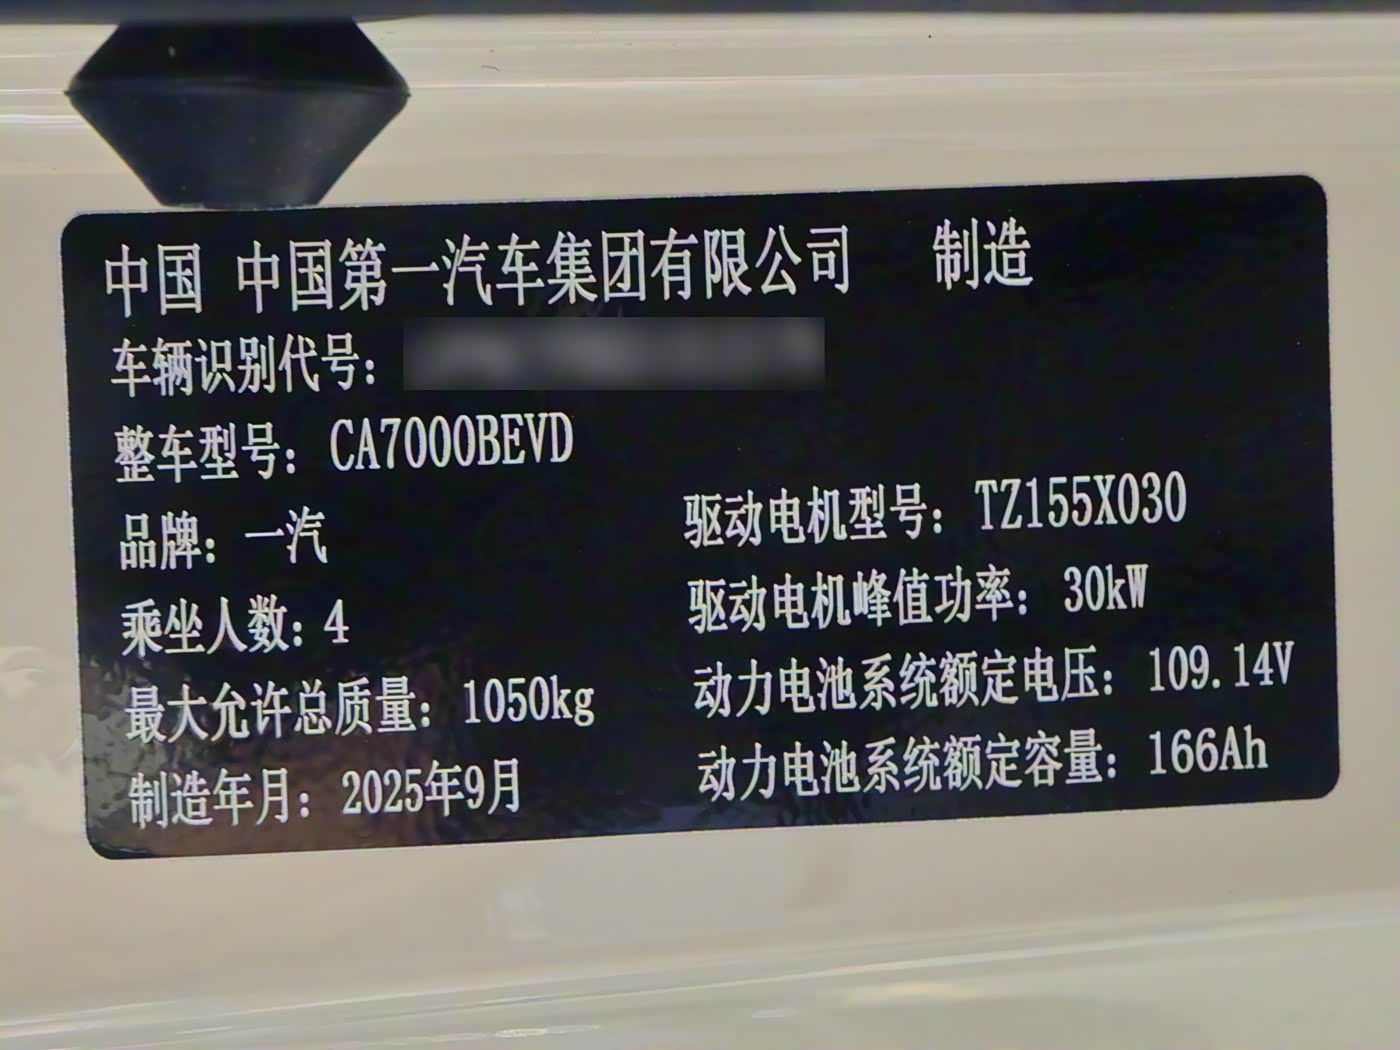 中国 中国第一汽车集团有限公司 制造
车辆识别代号：
整车型号：CA7000BEVD
品牌：一汽
驱动电机型号：TZ155X030
乘坐人数：4
驱动电机峰值功率：30kW
最大允许总质量：1050kg
动力电池系统额定电压：109.14V
制造年月：2025年9月
动力电池系统额定容量：166Ah